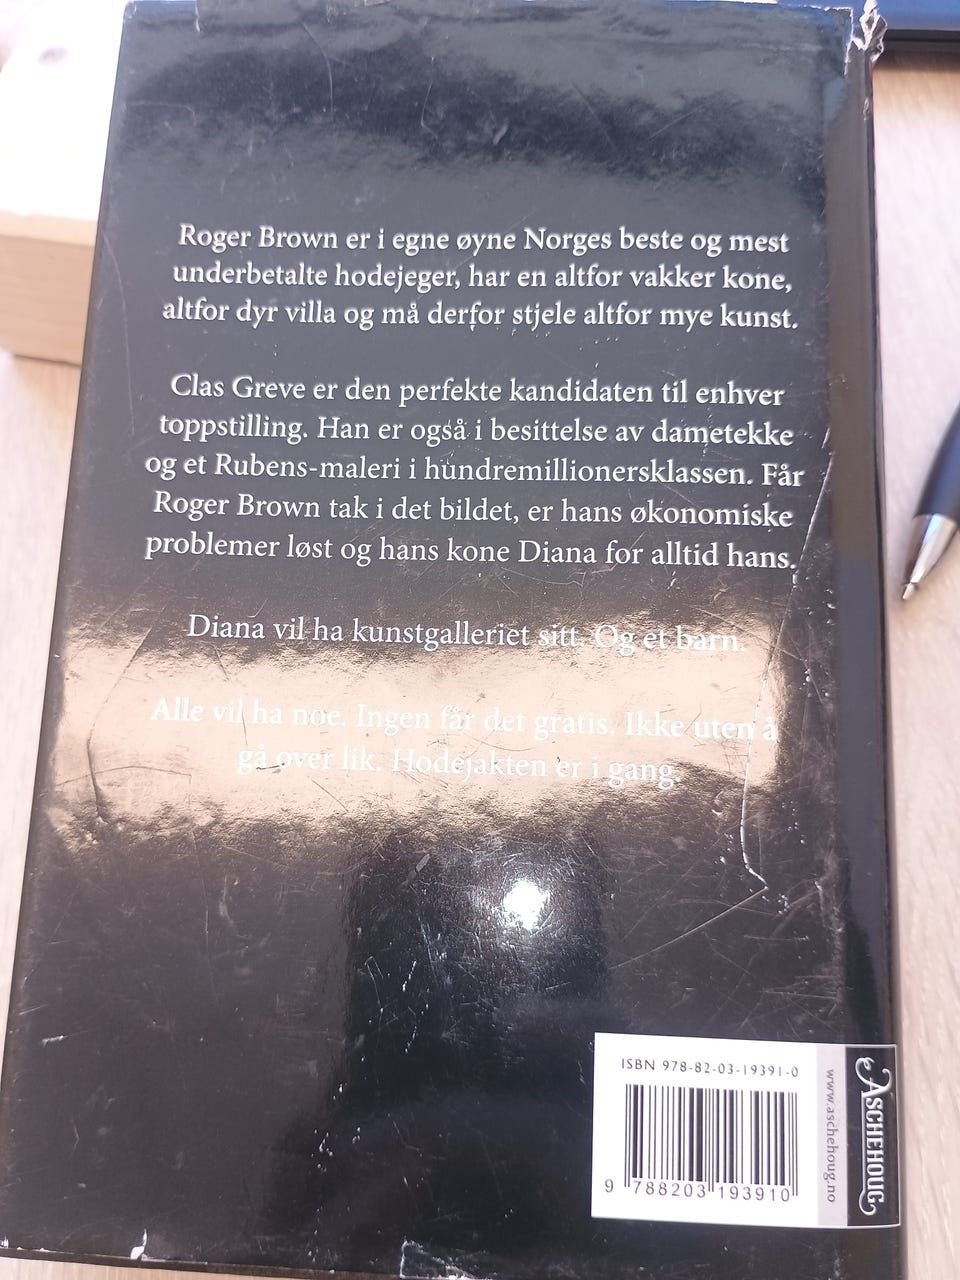 Roger Brown er i egne øyne Norges beste og mest
underbetalte hodejeger, har en altfor vakker kone,
altfor dyr villa og må derfor stjele altfor mye kunst.
Clas Greve er den perfekte kandidaten til enhver
toppstilling. Han er også i besittelse av dametekke
og et Rubens-maleri i hundremillionersklassen. Får
Roger Brown tak i det bildet, er hans økonomiske
problemer løst og hans kone Diana for alltid hans.
Diana vil ha kunstgalleriet sitt. Og et barn.
Alle vil ha noe. Ingen får det gratis. Ikke uten å
gå over lik. Hodejakten er i gang.
ISBN 978-82-03-19391-0
9 788203 193910
www.aschehoug.no
ASCHEHOUG